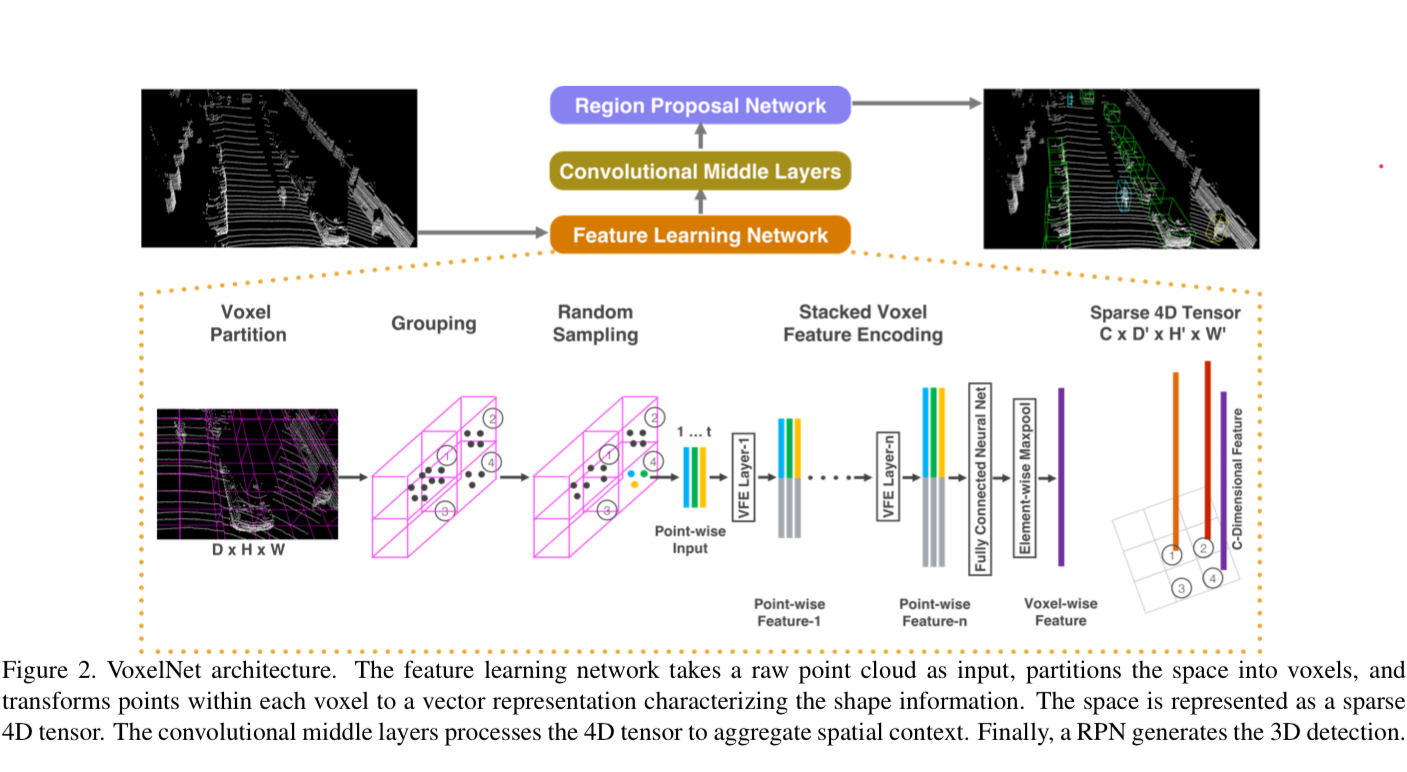 Region Proposal Network
Convolutional Middle Layers
Feature Learning Network
Voxel
Partition
Grouping
Random
Sampling
Stacked Voxel
Feature Encoding
Sparse 4D Tensor
C x D' x H' x W'
D x H x W
1
2
3
4
1
2
3
4
1 ... t
Point-wise
Input
VFE Layer-1
Point-wise
Feature-1
VFE Layer-n
Point-wise
Feature-n
Fully Connected Neural Net
Element-wise Maxpool
Voxel-wise
Feature
1
2
3
4
C-Dimensional Feature
Figure 2. VoxelNet architecture. The feature learning network takes a raw point cloud as input, partitions the space into voxels, and
transforms points within each voxel to a vector representation characterizing the shape information. The space is represented as a sparse
4D tensor. The convolutional middle layers processes the 4D tensor to aggregate spatial context. Finally, a RPN generates the 3D detection.